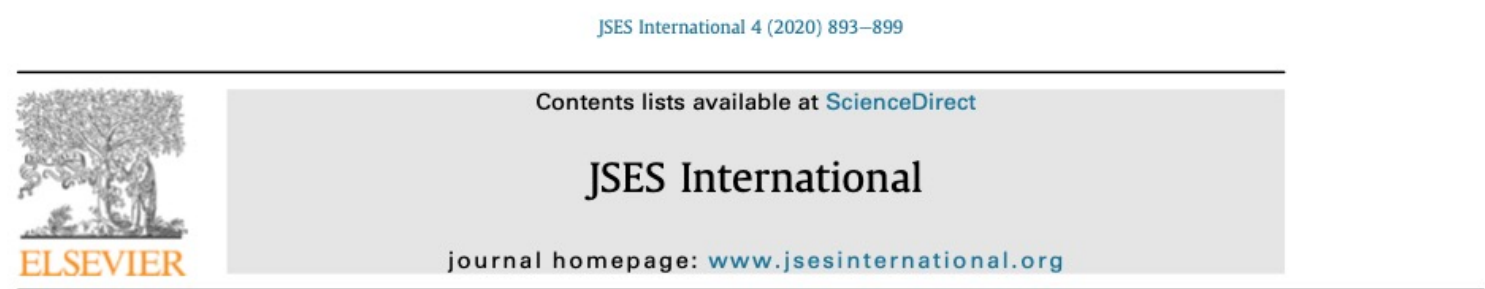 JSES International 4 (2020) 893–899
Contents lists available at ScienceDirect
JSES International
ELSEVIER
journal homepage: www.jsesinternational.org